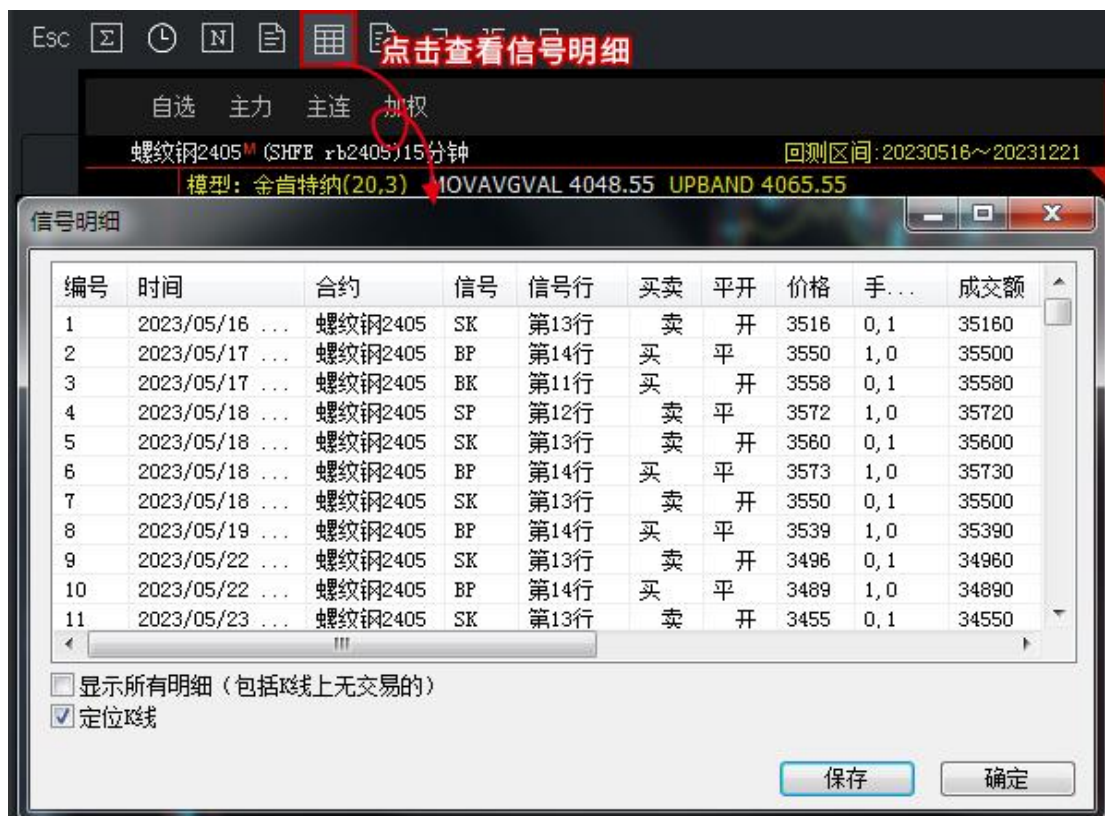 Esc Σ N
点击查看信号明细
自选 主力 主连 加权
螺纹钢2405M (SHFE rb2405)15分钟 回测区间:20230516～20231221
模型: 金肯特纳(20,3) MOVAVGVAL 4048.55 UPBAND 4065.55
信号明细
编号 时间 合约 信号 信号行 买卖 平开 价格 手... 成交额
1 2023/05/16 ... 螺纹钢2405 SK 第13行 卖 开 3516 0,1 35160
2 2023/05/17 ... 螺纹钢2405 BP 第14行 买 平 3550 1,0 35500
3 2023/05/17 ... 螺纹钢2405 BK 第11行 买 开 3558 0,1 35580
4 2023/05/18 ... 螺纹钢2405 SP 第12行 卖 平 3572 1,0 35720
5 2023/05/18 ... 螺纹钢2405 SK 第13行 卖 开 3560 0,1 35600
6 2023/05/18 ... 螺纹钢2405 BP 第14行 买 平 3573 1,0 35730
7 2023/05/18 ... 螺纹钢2405 SK 第13行 卖 开 3550 0,1 35500
8 2023/05/19 ... 螺纹钢2405 BP 第14行 买 平 3539 1,0 35390
9 2023/05/22 ... 螺纹钢2405 SK 第13行 卖 开 3496 0,1 34960
10 2023/05/22 ... 螺纹钢2405 BP 第14行 买 平 3489 1,0 34890
11 2023/05/23 ... 螺纹钢2405 SK 第13行 卖 开 3455 0,1 34550
显示所有明细（包括K线上无交易的）
定位K线
保存 确定